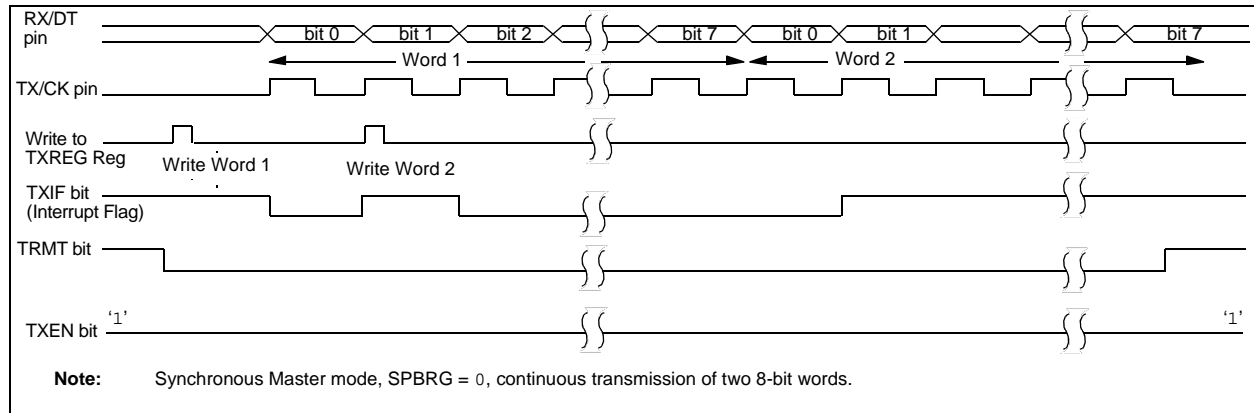 RX/DT
pin
bit 0 bit 1 bit 2 bit 7 bit 0 bit 1 bit 7
Word 1 Word 2
TX/CK pin
Write to
TXREG Reg
Write Word 1 Write Word 2
TXIF bit
(Interrupt Flag)
TRMT bit
TXEN bit '1' '1'
Note: Synchronous Master mode, SPBRG = 0, continuous transmission of two 8-bit words.